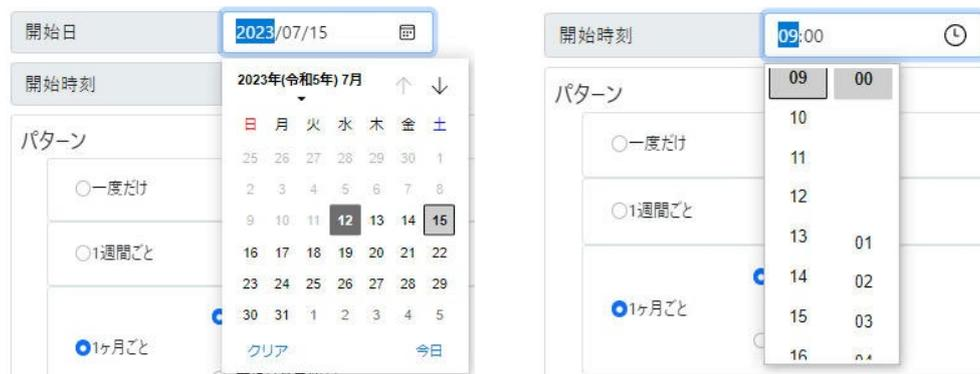 開始日
2023/07/15
開始時刻
2023年(令和5年) 7月
日 月 火 水 木 金 土
25 26 27 28 29 30 1
2 3 4 5 6 7 8
9 10 11 12 13 14 15
16 17 18 19 20 21 22
23 24 25 26 27 28 29
30 31 1 2 3 4 5
クリア 今日
パターン
一度だけ
1週間ごと
1ヶ月ごと
開始時刻
09:00
09 00
10
11
12
13 01
14 02
15 03
16 04
パターン
一度だけ
1週間ごと
1ヶ月ごと